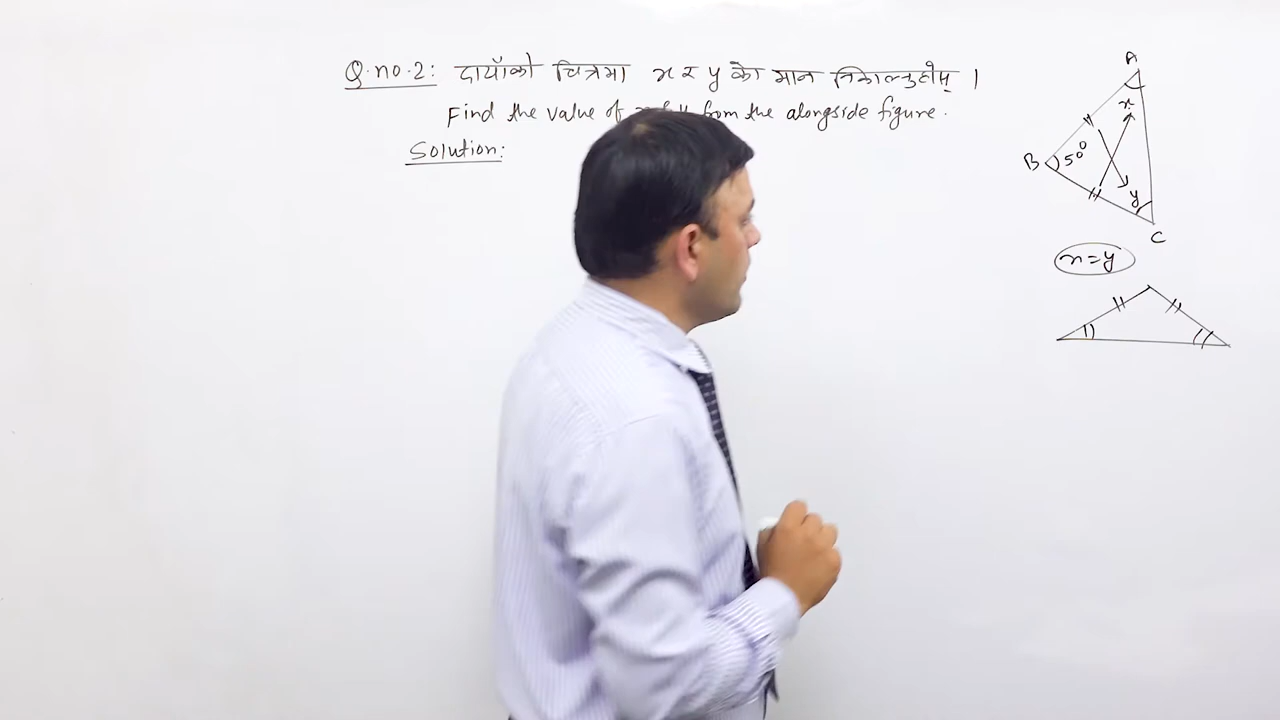 Q.no.2: दायाँको चित्रमा x र y को मान निकाल्नुहोस् ।
Find the value of from the alongside figure.
Solution:
A
x
B 50°
y
C
x=y